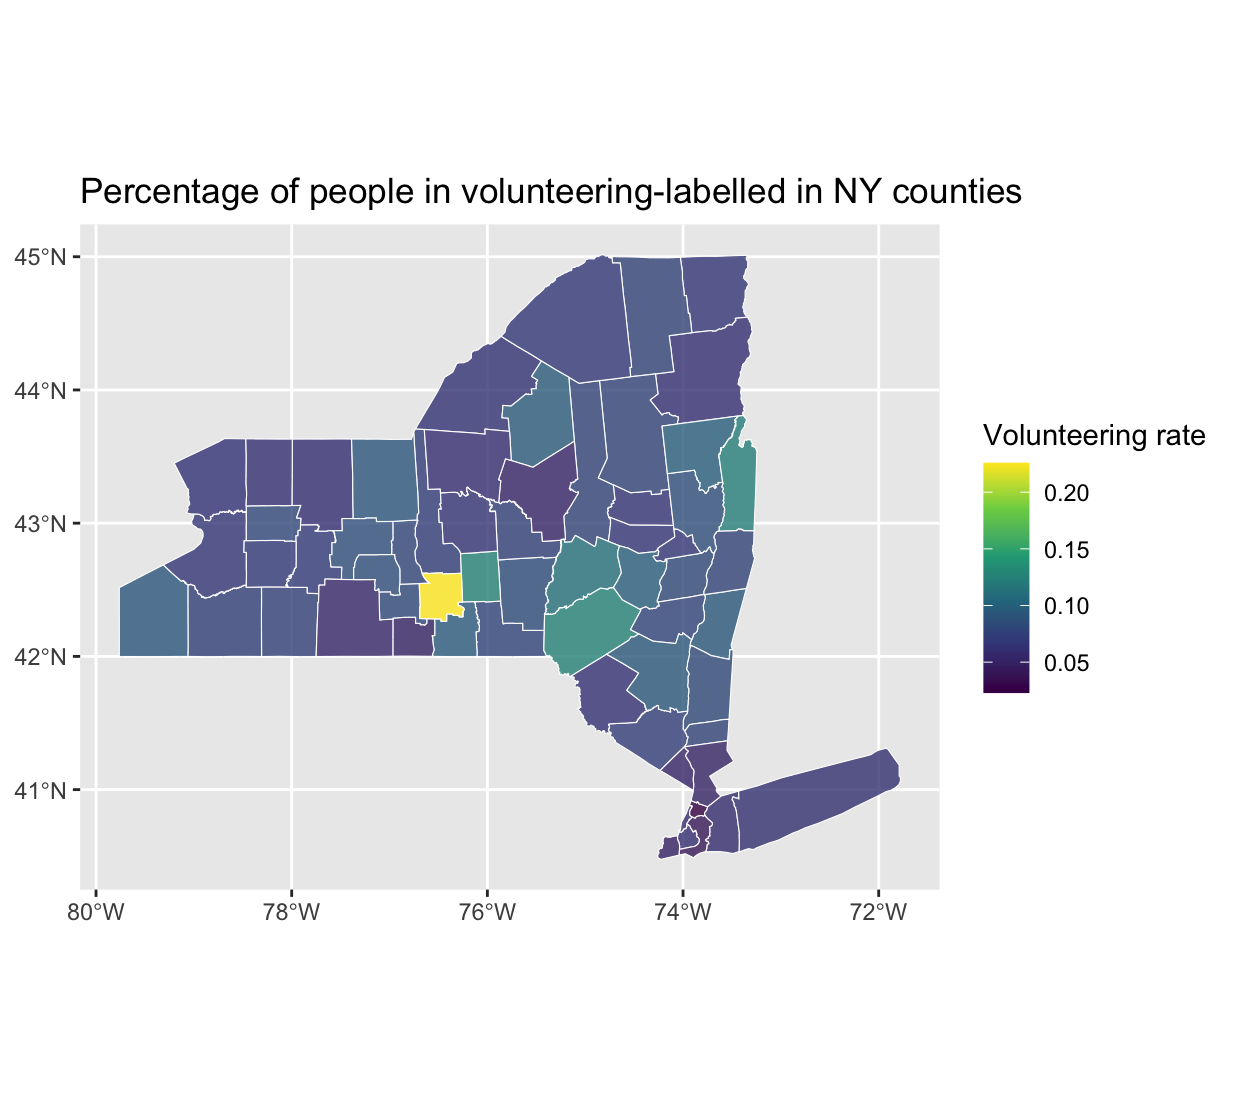 Percentage of people in volunteering-labelled in NY counties
45°N
44°N
43°N
42°N
41°N
80°W
78°W
76°W
74°W
72°W
Volunteering rate
0.20
0.15
0.10
0.05